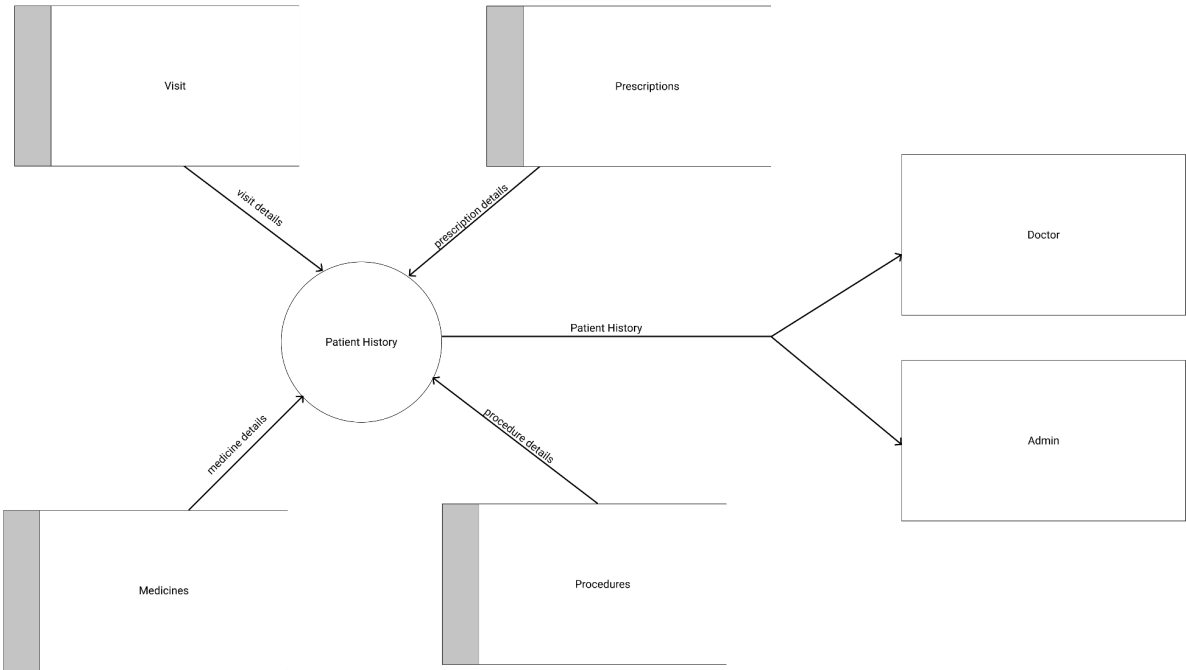 Visit
Prescriptions
visit details
prescription details
Doctor
Patient History
Patient History
Admin
medicine details
procedure details
Medicines
Procedures